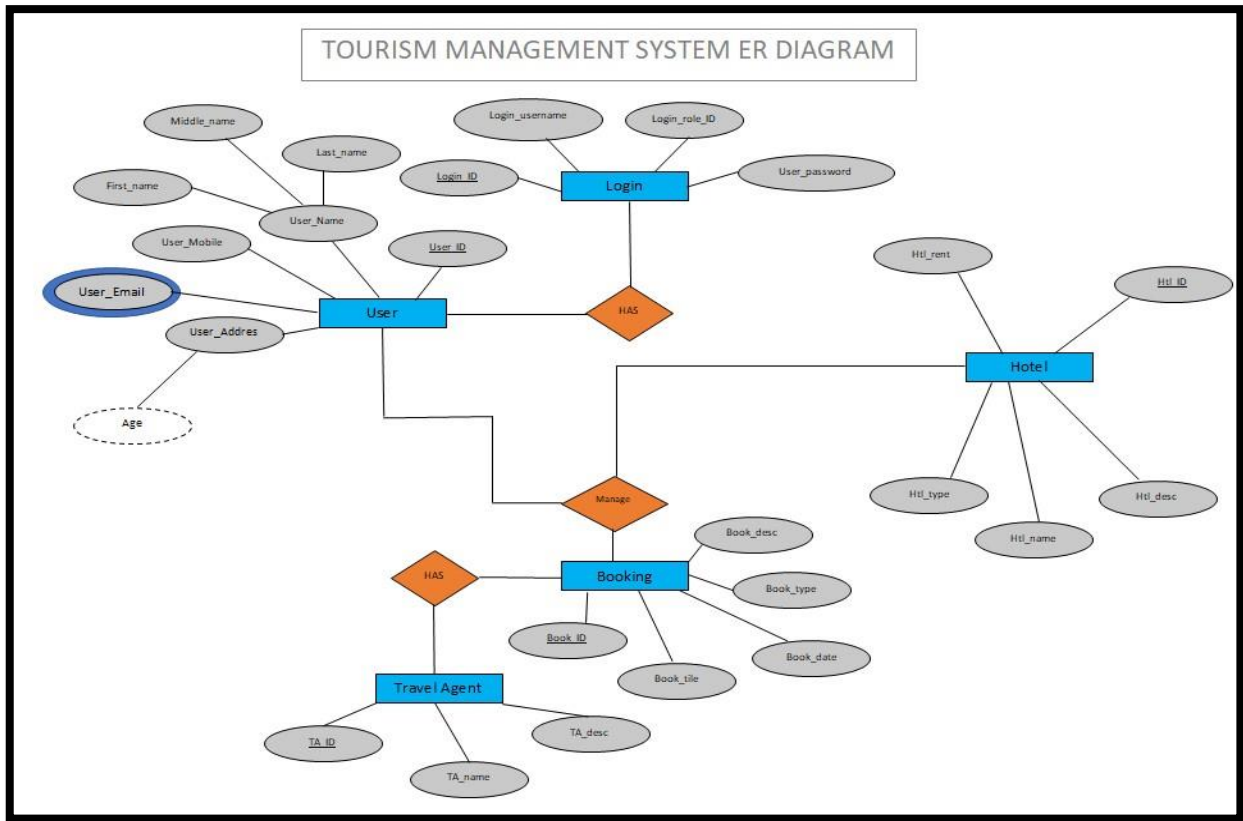 TOURISM MANAGEMENT SYSTEM ER DIAGRAM
Middle_name
Last_name
First_name
User_Name
User_Mobile
User_ID
User_Email
User_Addres
Age
User
Login_username
Login_role_ID
Login_ID
User_password
Login
HAS
Htl_rent
Htl_ID
Hotel
Htl_type
Htl_desc
Htl_name
Manage
Book_desc
HAS
Booking
Book_type
Book_ID
Book_date
Book_tile
Travel Agent
TA_ID
TA_desc
TA_name